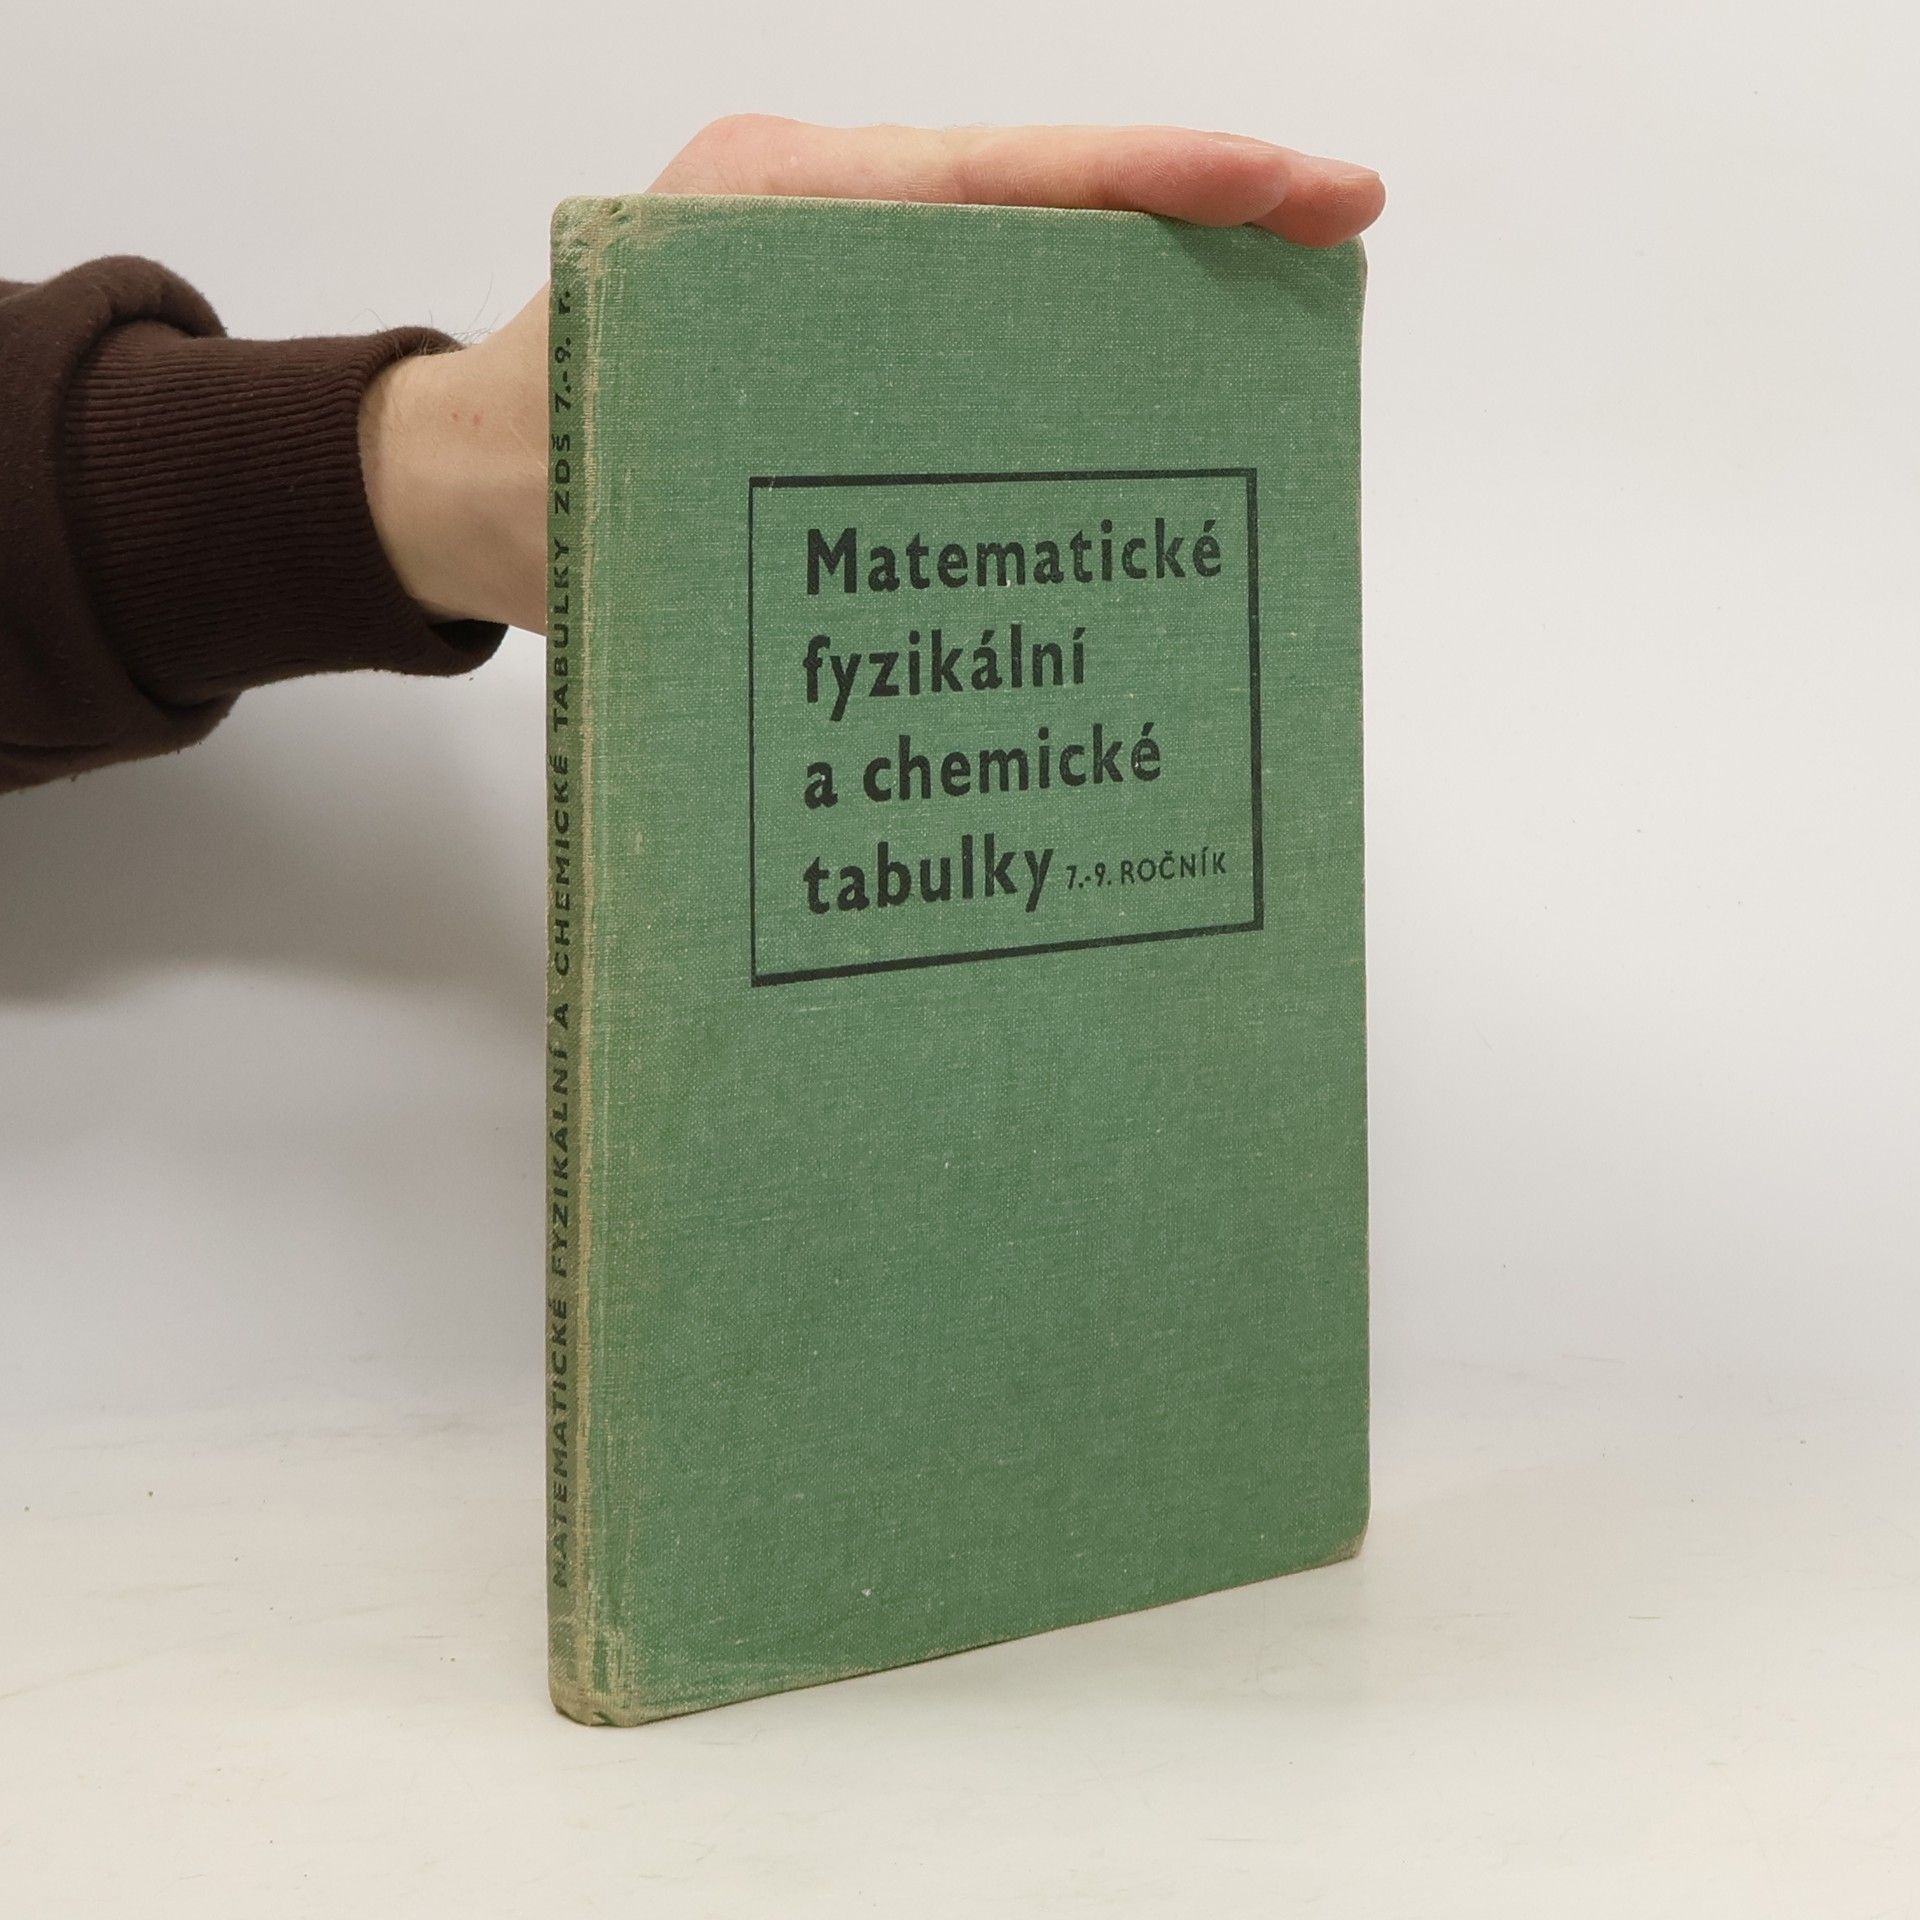 MATEMATICKÉ FYZIKÁLNÍ A CHEMICKÉ TABULKY ZDŠ 7.-9. r.
Matematické
fyzikální
a chemické
tabulky 7.-9. ROČNÍK